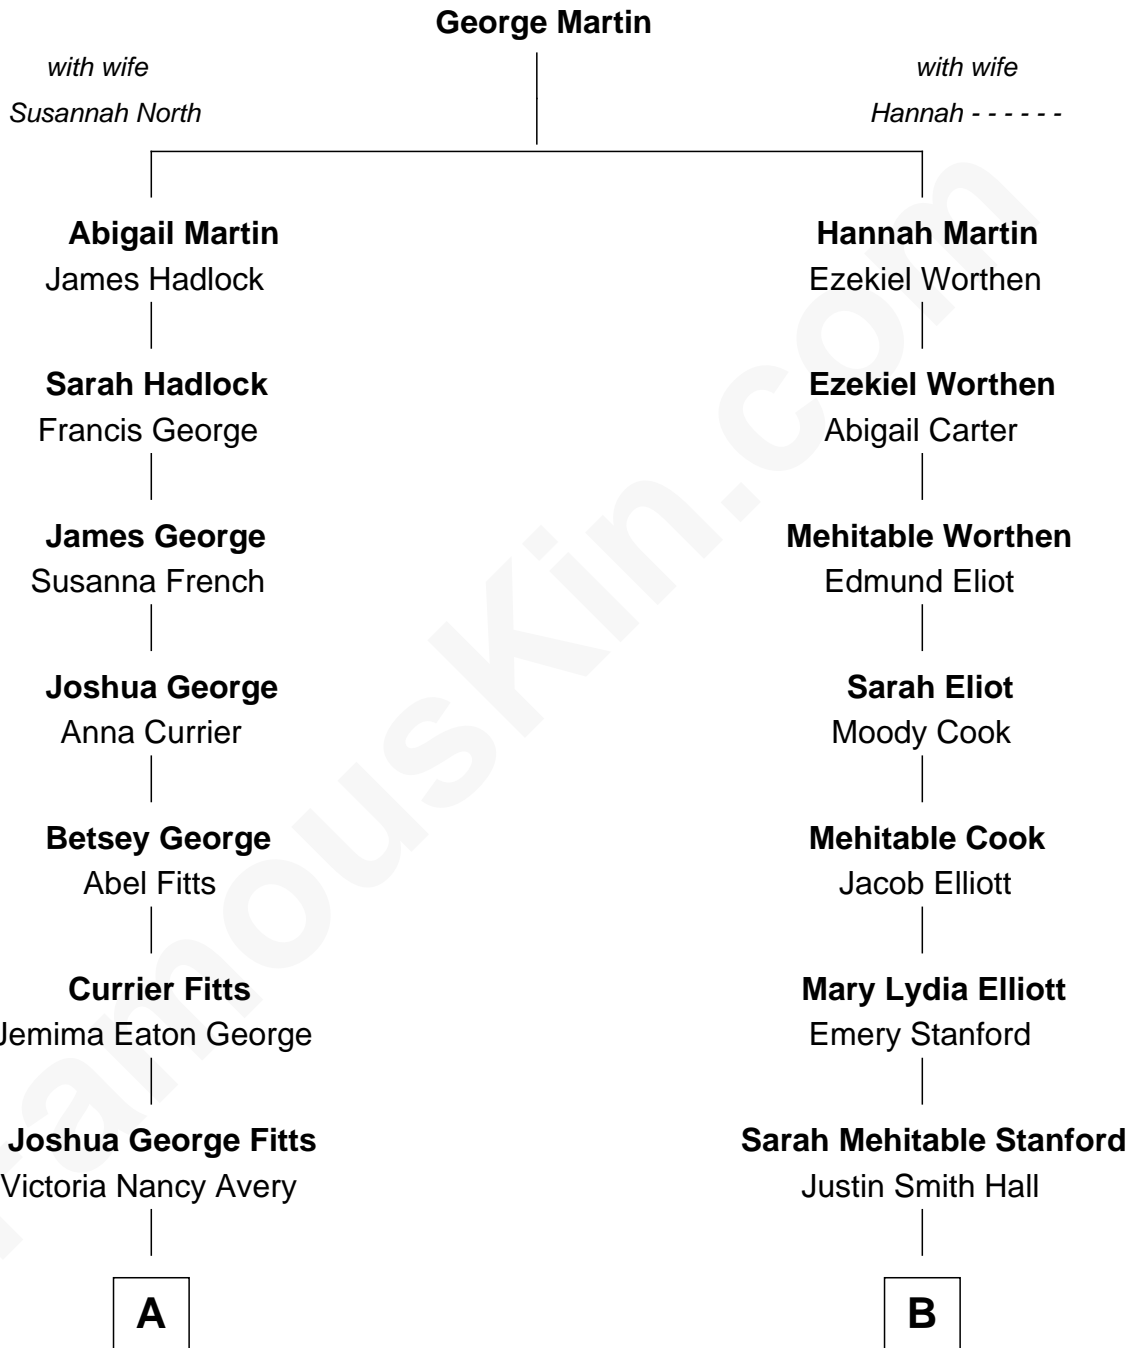 George Martin
with wife
Susannah North
with wife
Hannah - - - - - -
Abigail Martin
James Hadlock
Hannah Martin
Ezekiel Worthen
Sarah Hadlock
Francis George
Ezekiel Worthen
Abigail Carter
James George
Susanna French
Mehitable Worthen
Edmund Eliot
Joshua George
Anna Currier
Sarah Eliot
Moody Cook
Betsey George
Abel Fitts
Mehitable Cook
Jacob Elliott
Currier Fitts
Jemima Eaton George
Mary Lydia Elliott
Emery Stanford
Joshua George Fitts
Victoria Nancy Avery
Sarah Mehitable Stanford
Justin Smith Hall
A
B
FamousKin.com